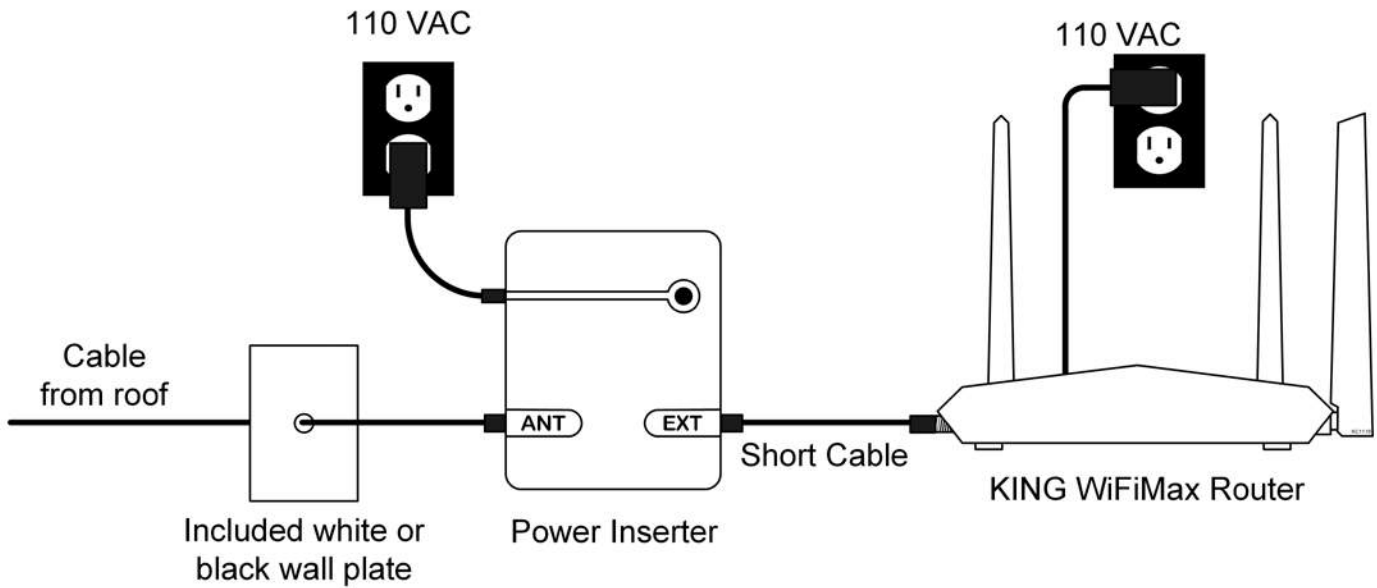 110 VAC
110 VAC
Cable
from roof
ANT
EXT
Short Cable
KING WiFiMax Router
Included white or
black wall plate
Power Inserter